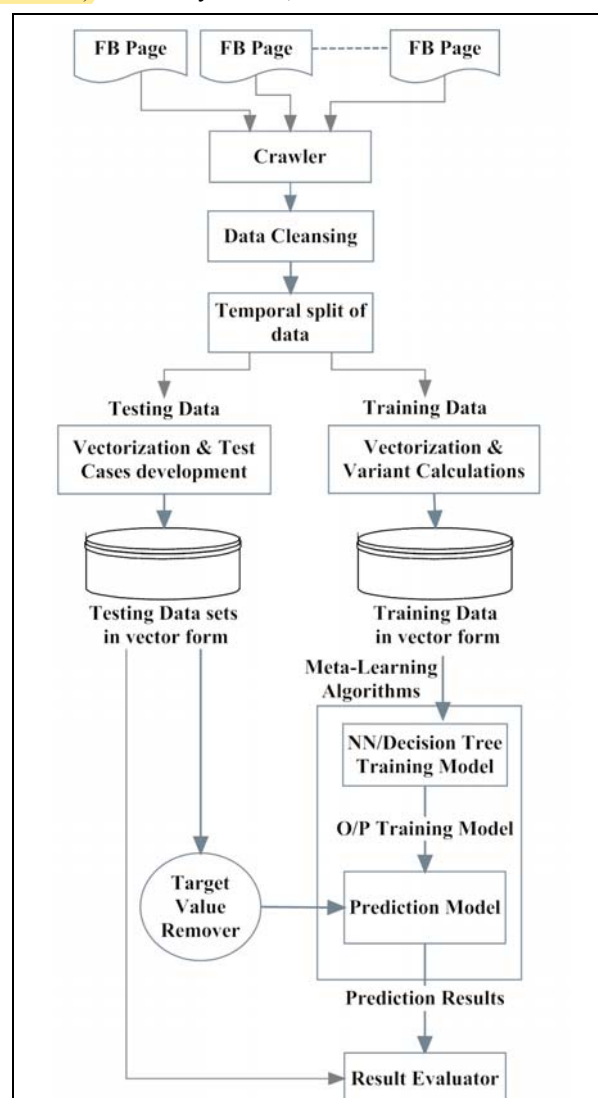 FB Page FB Page FB Page
Crawler
Data Cleansing
Temporal split of
data
Testing Data Training Data
Vectorization & Test
Cases development
Vectorization &
Variant Calculations
Testing Data sets
in vector form
Training Data
in vector form
Meta-Learning
Algorithms
NN/Decision Tree
Training Model
O/P Training Model
Target
Value
Remover
Prediction Model
Prediction Results
Result Evaluator